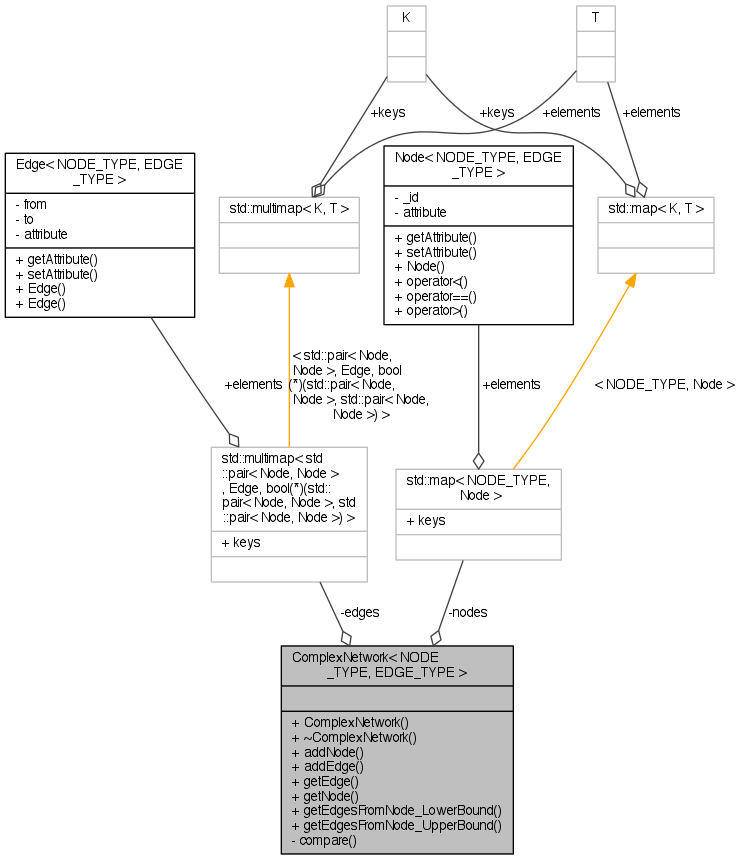 K
T
+keys
+keys
+elements
+elements
Edge< NODE_TYPE, EDGE
_TYPE >
- from
- to
- attribute
+ getAttribute()
+ setAttribute()
+ Edge()
+ Edge()
std::multimap< K, T >
Node< NODE_TYPE, EDGE
_TYPE >
- _id
- attribute
+ getAttribute()
+ setAttribute()
+ Node()
+ operator<()
+ operator==()
+ operator>()
std::map< K, T >
+elements
< std::pair< Node,
Node >, Edge, bool
(*)(std::pair< Node,
Node >, std::pair< Node,
Node >) >
+elements
< NODE_TYPE, Node >
std::multimap< std
::pair< Node, Node >
, Edge, bool(*)(std::
pair< Node, Node >, std
::pair< Node, Node >) >
+ keys
std::map< NODE_TYPE,
Node >
+ keys
-edges
-nodes
ComplexNetwork< NODE
_TYPE, EDGE_TYPE >
+ ComplexNetwork()
+ ~ComplexNetwork()
+ addNode()
+ addEdge()
+ getEdge()
+ getNode()
+ getEdgesFromNode_LowerBound()
+ getEdgesFromNode_UpperBound()
- compare()